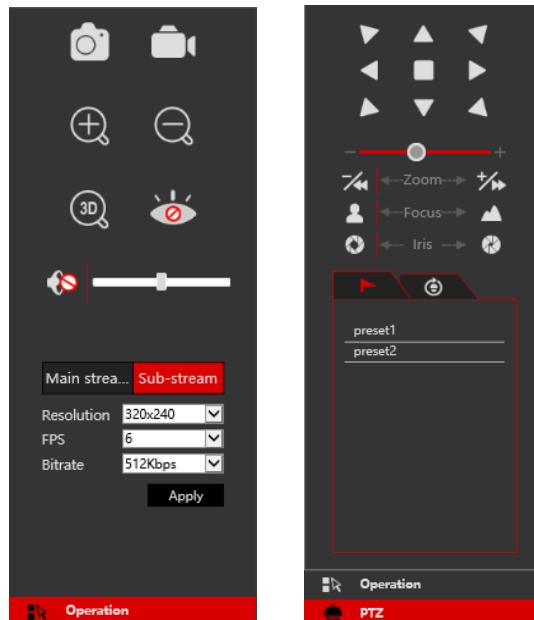 3D
Main strea... Sub-stream
Resolution 320x240
FPS 6
Bitrate 512Kbps
Apply
Operation
Zoom
Focus
Iris
preset1
preset2
Operation
PTZ